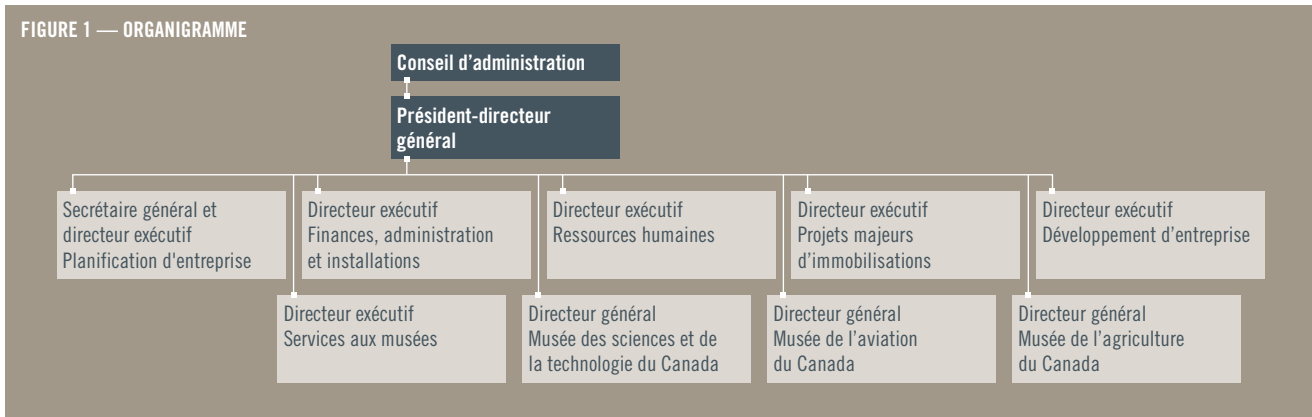 FIGURE 1 — ORGANIGRAMME
Conseil d’administration
Président-directeur
général
Secrétaire général et
directeur exécutif
Planification d'entreprise
Directeur exécutif
Finances, administration
et installations
Directeur exécutif
Ressources humaines
Directeur exécutif
Projets majeurs
d’immobilisations
Directeur exécutif
Développement d’entreprise
Directeur exécutif
Services aux musées
Directeur général
Musée des sciences et de
la technologie du Canada
Directeur général
Musée de l’aviation
du Canada
Directeur général
Musée de l’agriculture
du Canada